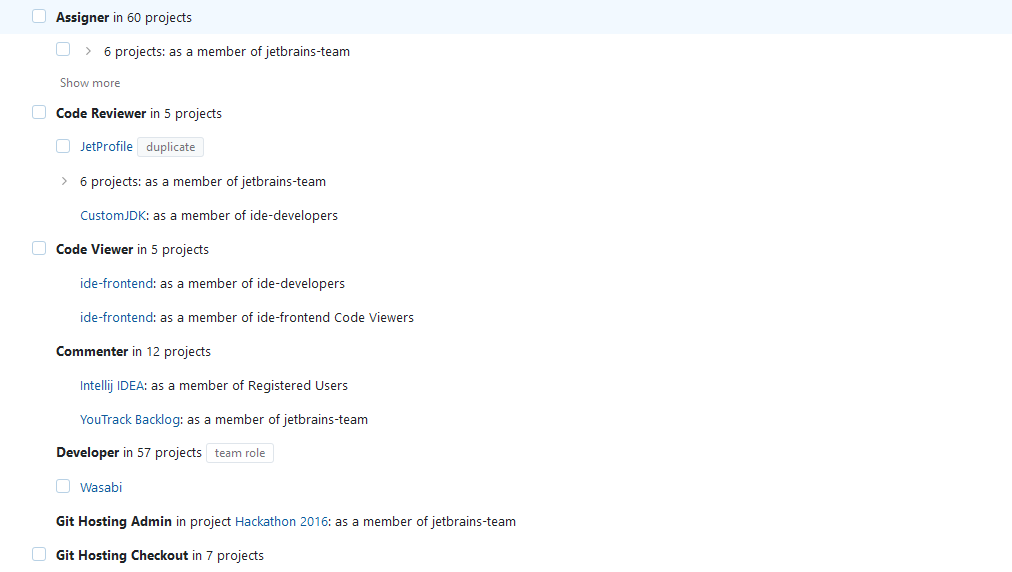 Assigner in 60 projects
6 projects: as a member of jetbrains-team
Show more
Code Reviewer in 5 projects
JetProfile duplicate
6 projects: as a member of jetbrains-team
CustomJDK: as a member of ide-developers
Code Viewer in 5 projects
ide-frontend: as a member of ide-developers
ide-frontend: as a member of ide-frontend Code Viewers
Commenter in 12 projects
Intellij IDEA: as a member of Registered Users
YouTrack Backlog: as a member of jetbrains-team
Developer in 57 projects team role
Wasabi
Git Hosting Admin in project Hackathon 2016: as a member of jetbrains-team
Git Hosting Checkout in 7 projects